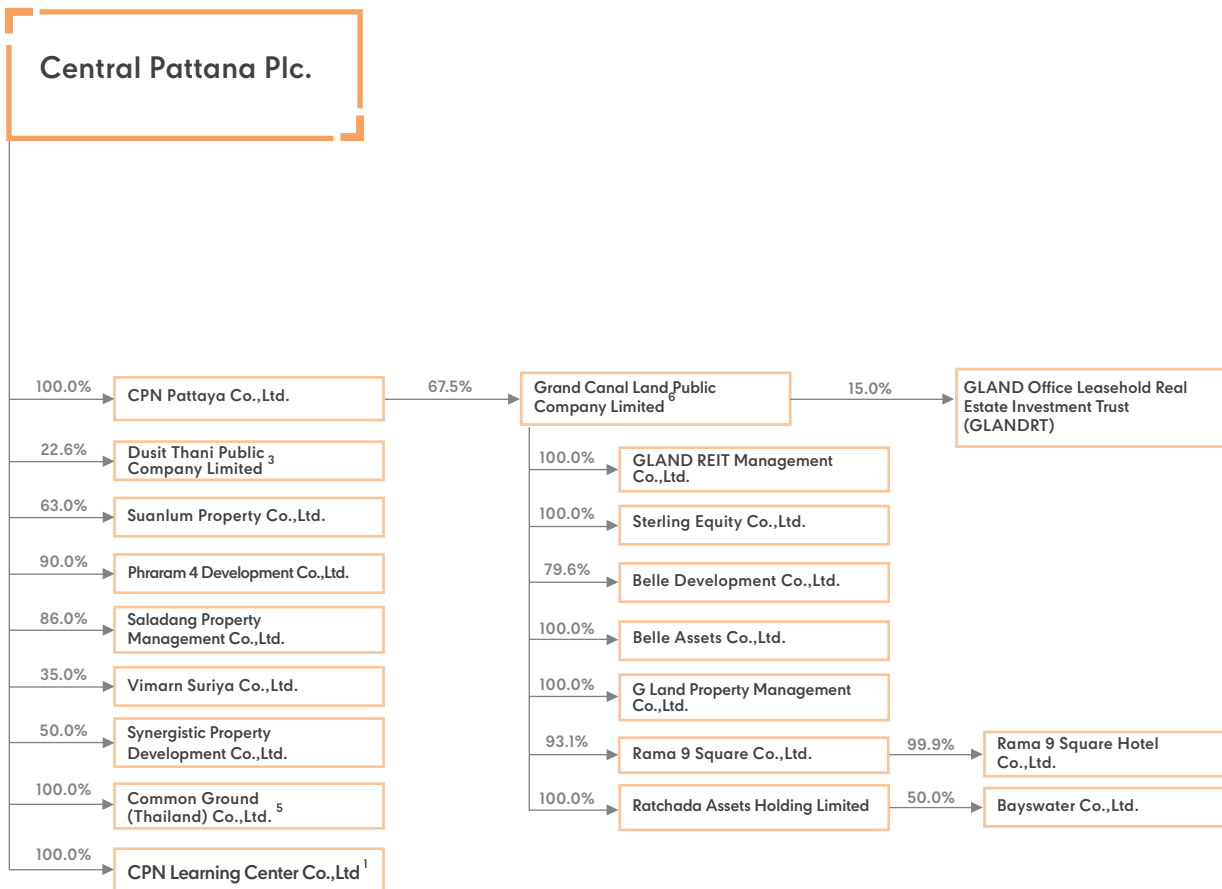 Central Pattana Plc.
100.0%
CPN Pattaya Co.,Ltd.
67.5%
Grand Canal Land Public
Company Limited 6
15.0%
GLAND Office Leasehold Real
Estate Investment Trust
(GLANDRT)
22.6%
Dusit Thani Public
Company Limited 3
63.0%
Suanlum Property Co.,Ltd.
90.0%
Phraram 4 Development Co.,Ltd.
86.0%
Saladang Property
Management Co.,Ltd.
35.0%
Vimarn Suriya Co.,Ltd.
50.0%
Synergistic Property
Development Co.,Ltd.
100.0%
Common Ground
(Thailand) Co.,Ltd. 5
100.0%
CPN Learning Center Co.,Ltd 1
100.0%
GLAND REIT Management
Co.,Ltd.
100.0%
Sterling Equity Co.,Ltd.
79.6%
Belle Development Co.,Ltd.
100.0%
Belle Assets Co.,Ltd.
100.0%
G Land Property Management
Co.,Ltd.
93.1%
Rama 9 Square Co.,Ltd.
99.9%
Rama 9 Square Hotel
Co.,Ltd.
100.0%
Ratchada Assets Holding Limited
50.0%
Bayswater Co.,Ltd.